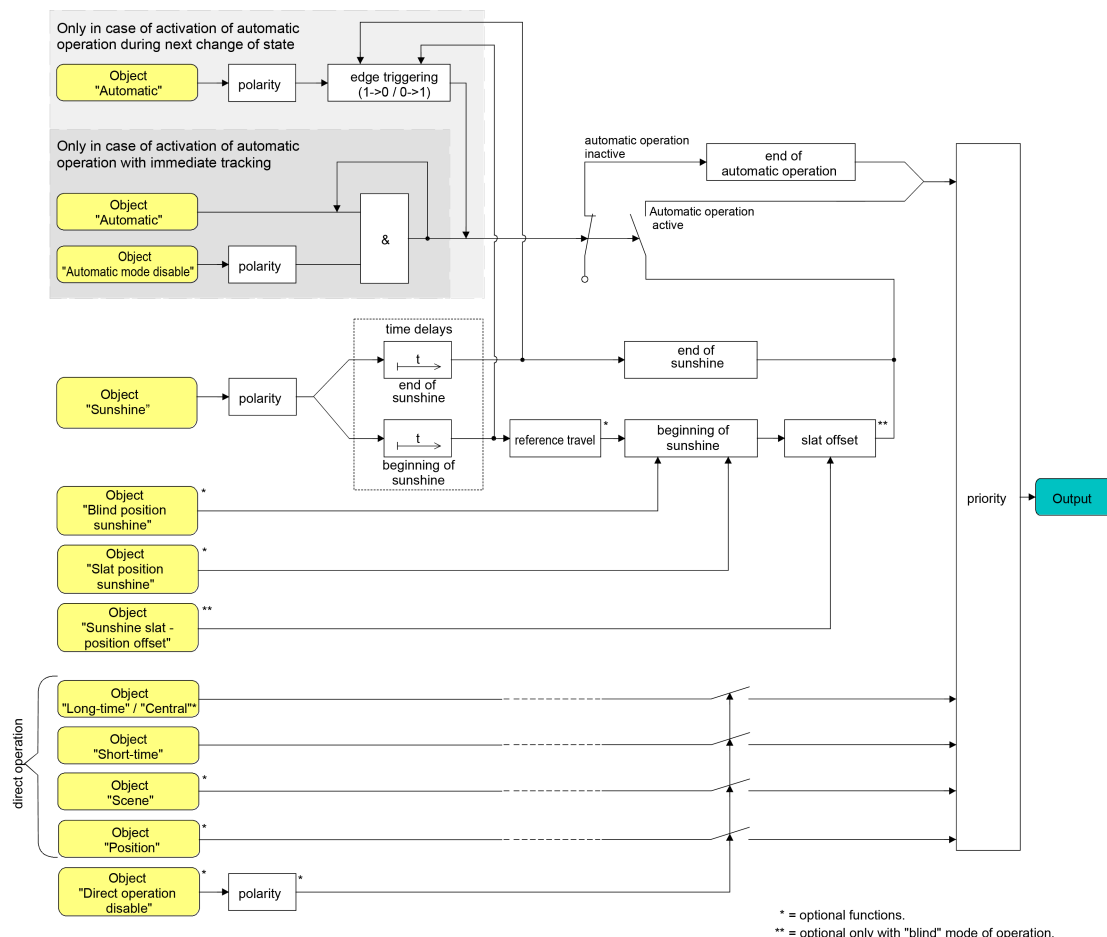 Only in case of activation of automatic
operation during next change of state
Object
"Automatic"
polarity
edge triggering
(1->0 / 0->1)
Only in case of activation of automatic
operation with immediate tracking
Object
"Automatic"
Object
"Automatic mode disable"
polarity
&
automatic operation
inactive
end of
automatic operation
Automatic operation
active
time delays
t
end of
sunshine
end of
sunshine
Object
"Sunshine"
polarity
t
beginning of
sunshine
reference travel
*
beginning of
sunshine
slat offset
**
Object
"Blind position
sunshine"
*
Object
"Slat position
sunshine"
*
Object
"Sunshine slat -
position offset"
**
priority
Output
direct operation
Object
"Long-time" / "Central"*
Object
"Short-time"
Object
"Scene"
*
Object
"Position"
*
Object
"Direct operation
disable"
*
polarity
*
* = optional functions.
** = optional only with "blind" mode of operation.